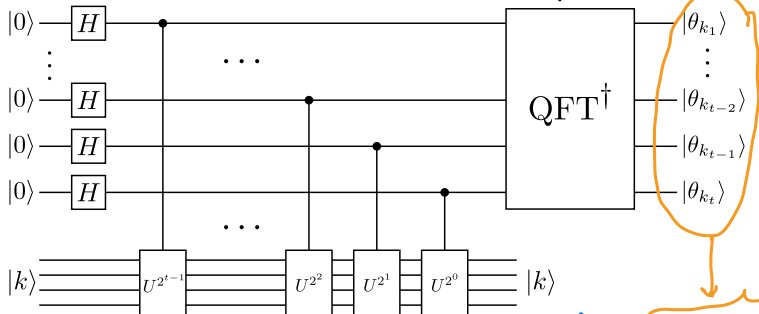 |0⟩ H |θ_{k_1}⟩
⋮ ··· ⋮
|0⟩ H QFT^† |θ_{k_{t-2}}⟩
|0⟩ H |θ_{k_{t-1}}⟩
|0⟩ H |θ_{k_t}⟩
···
|k⟩ U^{2^{t-1}} U^{2^2} U^{2^1} U^{2^0} |k⟩